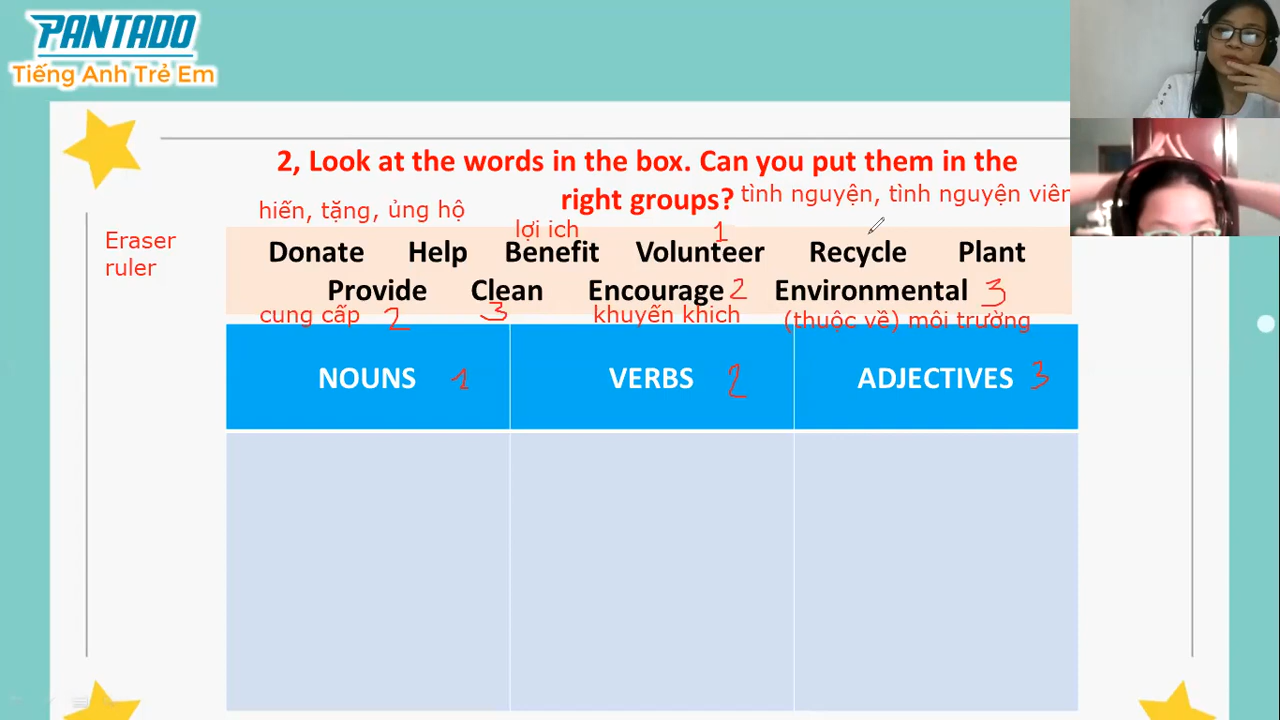 PANTADO
Tiếng Anh Trẻ Em
2, Look at the words in the box. Can you put them in the
right groups?
tình nguyện, tình nguyện viên
hiến, tặng, ủng hộ
lợi ich
1
Eraser
ruler
Donate Help Benefit Volunteer Recycle Plant
Provide Clean Encourage 2 Environmental 3
cung cấp 2 3 khuyến khich (thuộc về) môi trường
NOUNS 1 VERBS 2 ADJECTIVES 3